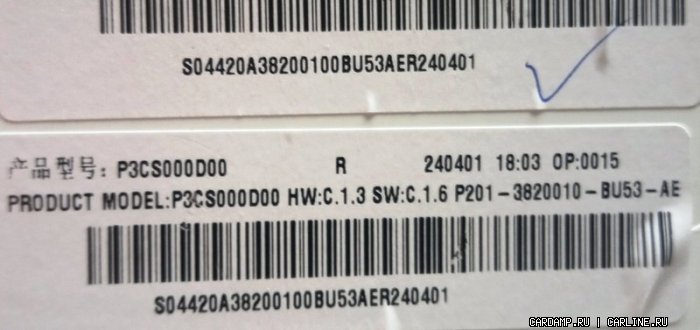 S04420A38200100BU53AER240401
产品型号: P3CS000D00 R 240401 18:03 OP:0015
PRODUCT MODEL:P3CS000D00 HW:C.1.3 SW:C.1.6 P201-3820010-BU53-AE
S04420A38200100BU53AER240401
CARDAMP.RU | CARLINE.RU